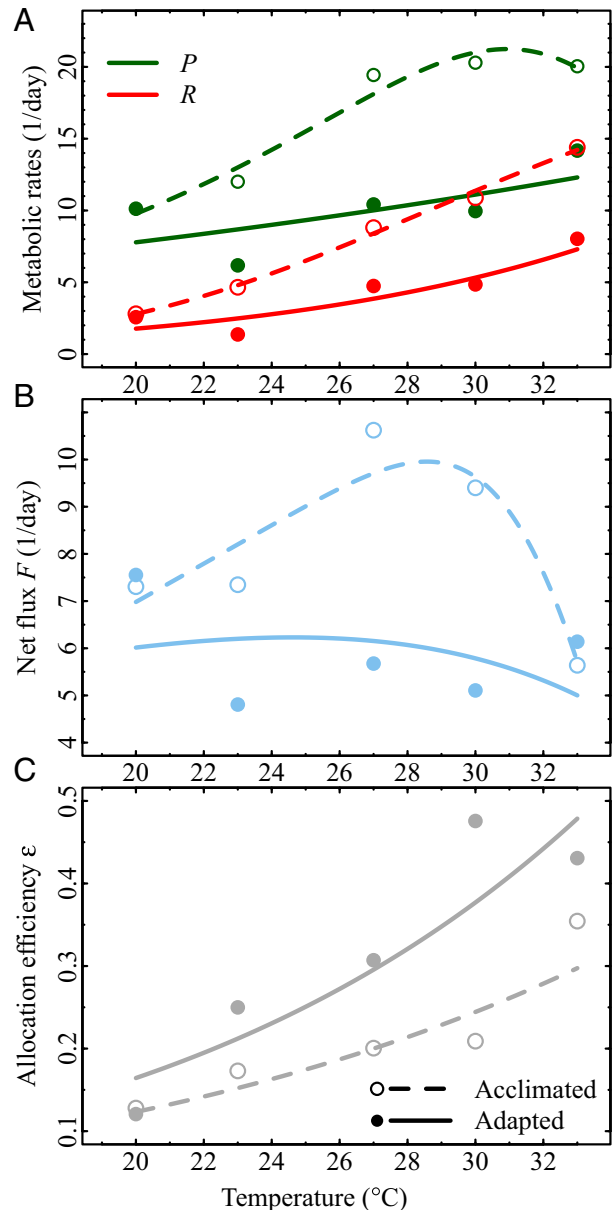 A
P
R
Metabolic rates (1/day)
0 5 10 15 20
20 22 24 26 28 30 32
B
Net flux F (1/day)
4 5 6 7 8 9 10
20 22 24 26 28 30 32
C
Allocation efficiency ε
0.1 0.2 0.3 0.4 0.5
Acclimated
Adapted
20 22 24 26 28 30 32
Temperature (°C)